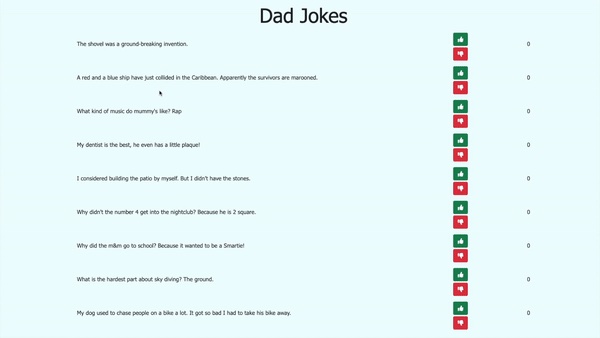 Dad Jokes
The shovel was a ground-breaking invention.
0
A red and a blue ship have just collided in the Caribbean. Apparently the survivors are marooned.
0
What kind of music do mummy's like? Rap
0
My dentist is the best, he even has a little plaque!
0
I considered building the patio by myself. But I didn't have the stones.
0
Why didn't the number 4 get into the nightclub? Because he is 2 square.
0
Why did the m&m go to school? Because it wanted to be a Smartie!
0
What is the hardest part about sky diving? The ground.
0
My dog used to chase people on a bike a lot. It got so bad I had to take his bike away.
0